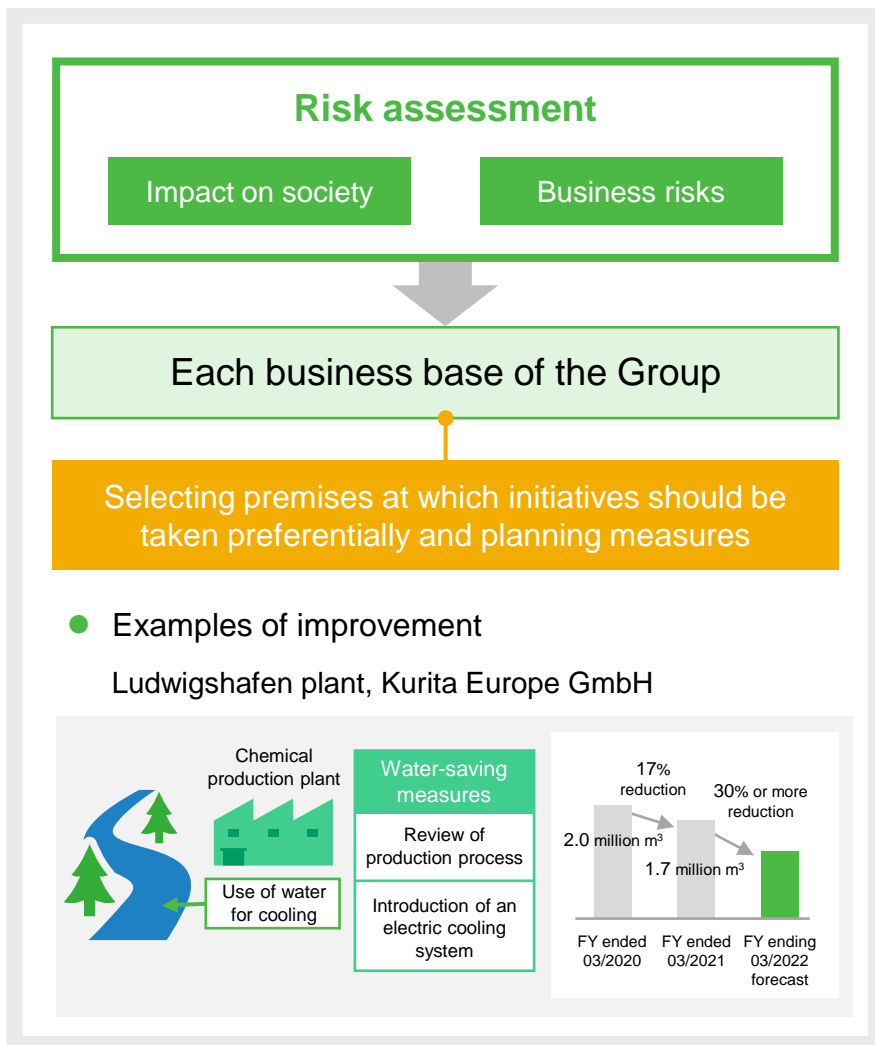 Risk assessment
Impact on society
Business risks
Each business base of the Group
Selecting premises at which initiatives should be
taken preferentially and planning measures
Examples of improvement
Ludwigshafen plant, Kurita Europe GmbH
Chemical
production plant
Use of water
for cooling
Water-saving
measures
Review of
production process
Introduction of an
electric cooling
system
17%
reduction
30% or more
reduction
2.0 million m³
1.7 million m³
FY ended
03/2020
FY ended
03/2021
FY ending
03/2022
forecast